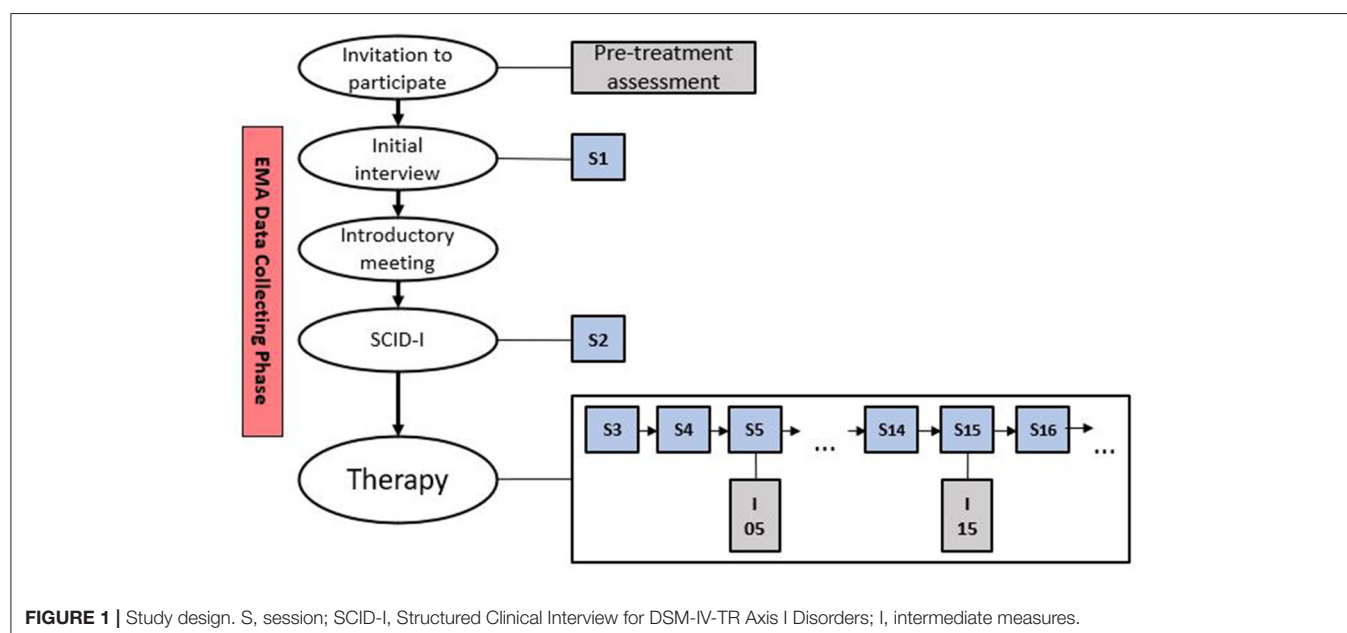 Invitation to
participate
Pre-treatment
assessment
EMA Data Collecting Phase
Initial
interview
S1
Introductory
meeting
SCID-I
S2
Therapy
S3
S4
S5
...
S14
S15
S16
...
I
05
I
15
FIGURE 1 | Study design. S, session; SCID-I, Structured Clinical Interview for DSM-IV-TR Axis I Disorders; I, intermediate measures.